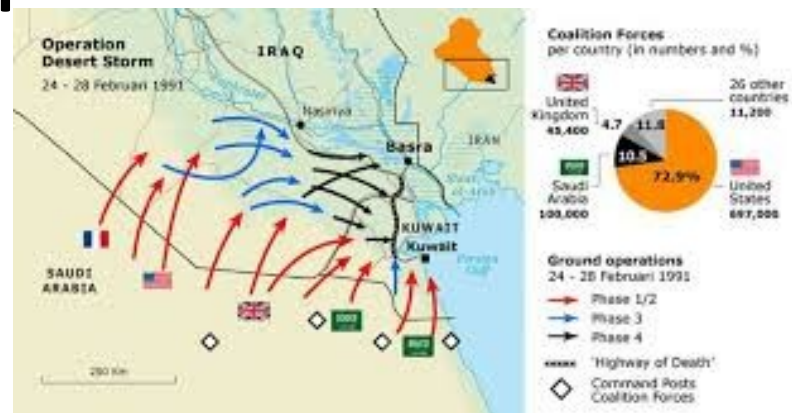 Operation
Desert Storm
24 - 28 Februari 1991
IRAQ
Nasiriya
Basra
IRAN
KUWAIT
Kuwait
Persian
Gulf
SAUDI
ARABIA
250 Km
Coalition Forces
per country (in numbers and %)
United
Kingdom
45,400
4.7
11.8
26 other
countries
11,200
10.5
72.9%
Saudi
Arabia
100,000
United
States
697,000
Ground operations
24 - 28 Februari 1991
Phase 1/2
Phase 3
Phase 4
'Highway of Death'
Command Posts
Coalition Forces